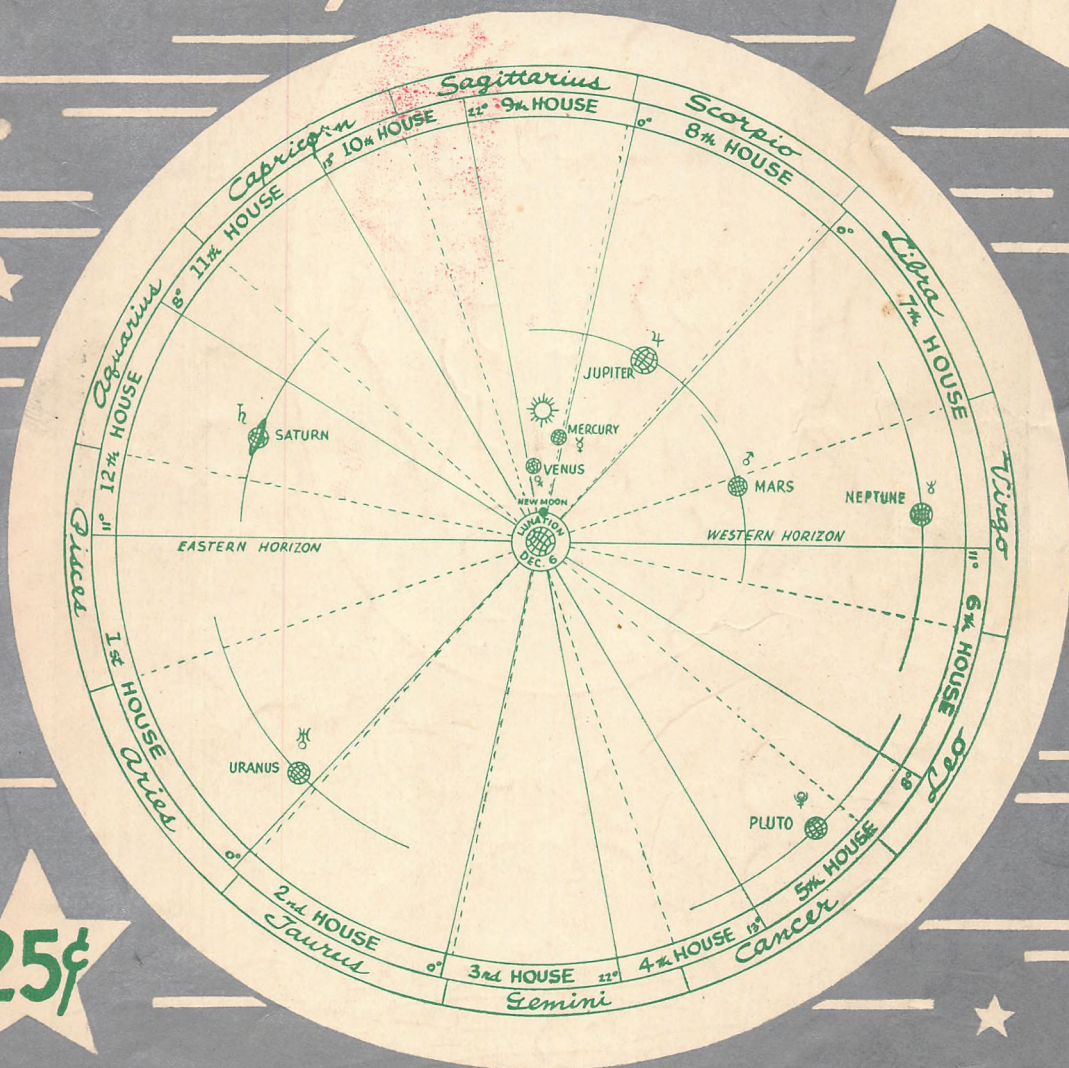 Sagittarius
Scorpio
Libra
Virgo
Leo
Cancer
Gemini
Taurus
Aries
Pisces
Aquarius
Capricorn
22° 9th HOUSE
0° 8th HOUSE
0° 7th HOUSE
11° 6th HOUSE
8° 5th HOUSE
13° 4th HOUSE
22° 3rd HOUSE
0° 2nd HOUSE
0° 1st HOUSE
11° 12th HOUSE
8° 11th HOUSE
13° 10th HOUSE
♃
JUPITER
MERCURY
☿
VENUS
♀
♄
SATURN
♂
MARS
NEPTUNE
NEW MOON
LUNATION
DEC. 6
EASTERN HORIZON
WESTERN HORIZON
♅
URANUS
PLUTO
25¢